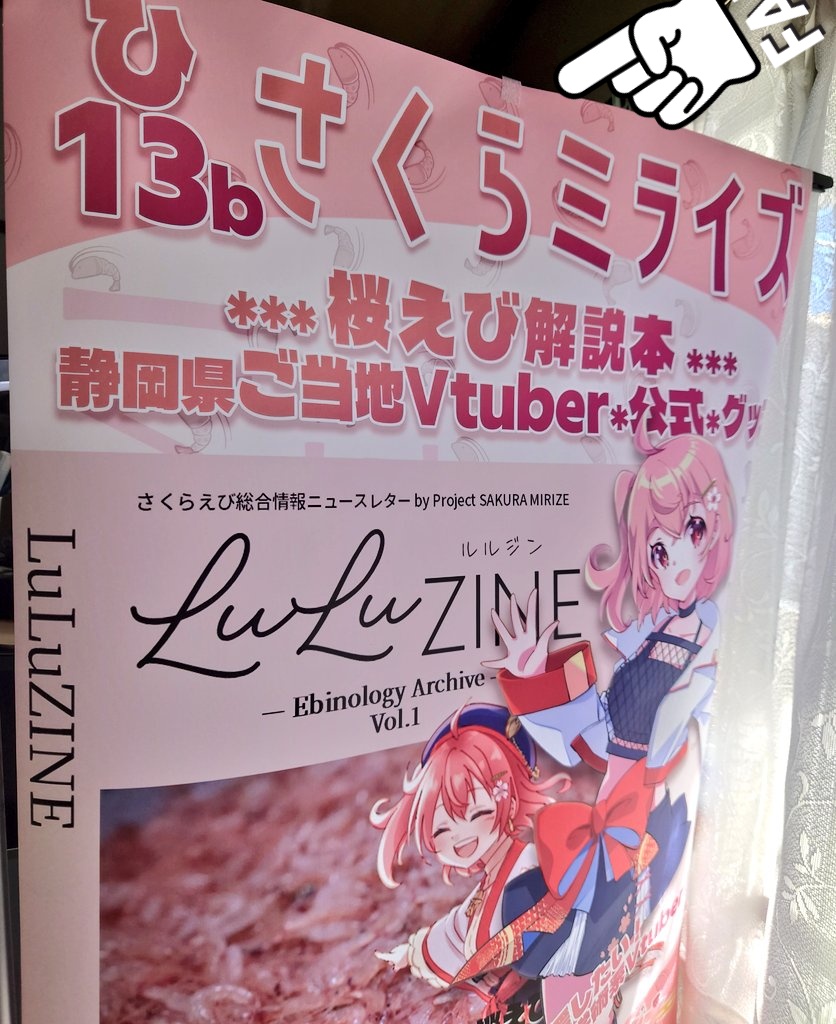 FA
ひ
13b
さくらミライズ
*** 桜えび解説本 ***
静岡県ご当地Vtuber*公式*グッ
さくらえび総合情報ニュースレター by Project SAKURA MIRIZE
ルルジン
LuLu ZINE
— Ebinology Archive -
Vol.1
LuLuZINE